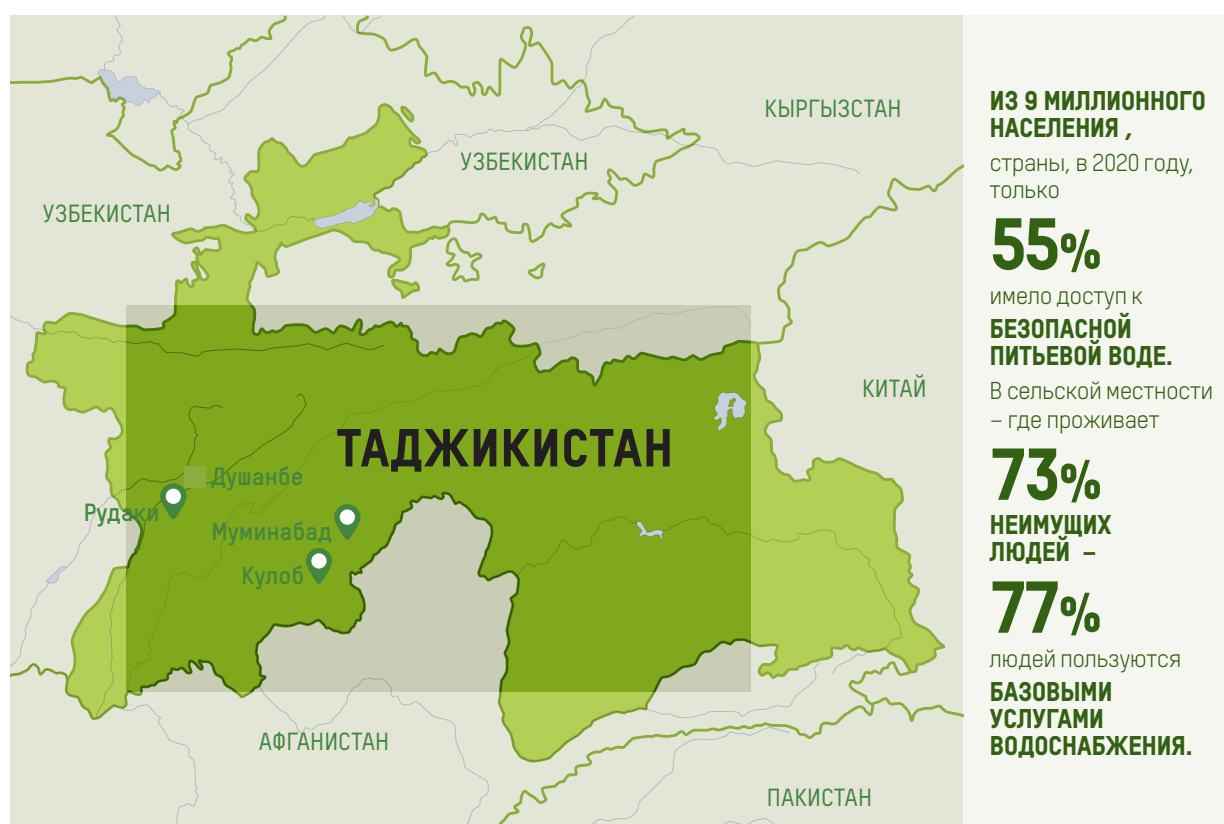 КЫРГЫЗСТАН
УЗБЕКИСТАН
УЗБЕКИСТАН
КИТАЙ
ТАДЖИКИСТАН
Душанбе
Рудаки
Муминабад
Кулоб
АФГАНИСТАН
ПАКИСТАН
ИЗ 9 МИЛЛИОННОГО
НАСЕЛЕНИЯ ,
страны, в 2020 году,
только
55%
имело доступ к
БЕЗОПАСНОЙ
ПИТЬЕВОЙ ВОДЕ.
В сельской местности
– где проживает
73%
НЕИМУЩИХ
ЛЮДЕЙ –
77%
людей пользуются
БАЗОВЫМИ
УСЛУГАМИ
ВОДОСНАБЖЕНИЯ.